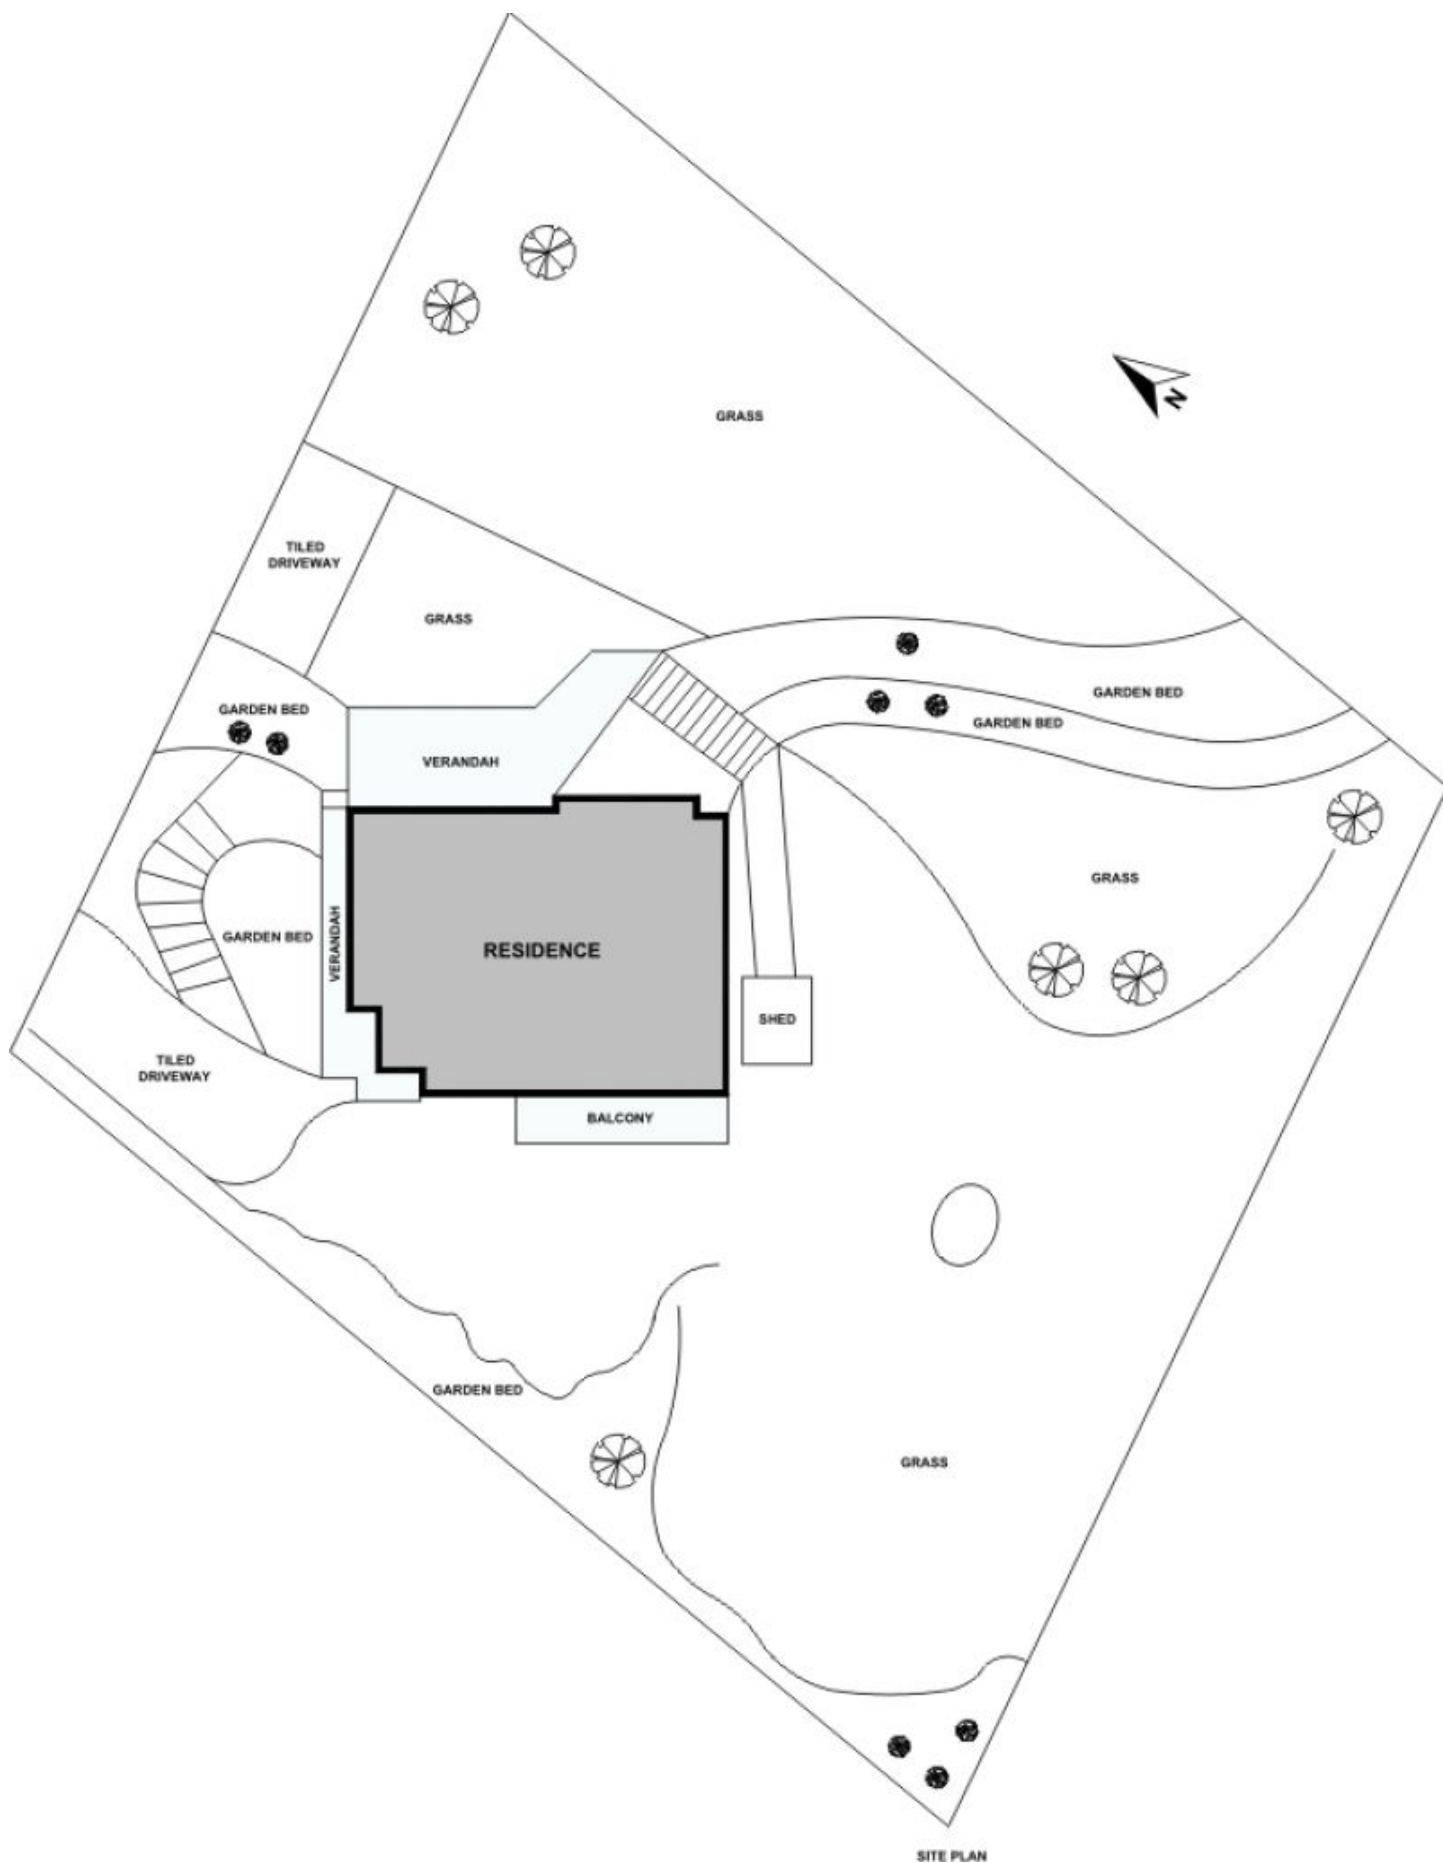 GRASS
N
TILED
DRIVEWAY
GRASS
GARDEN BED
GARDEN BED
GARDEN BED
VERANDAH
GRASS
GARDEN BED
VERANDAH
RESIDENCE
SHED
TILED
DRIVEWAY
BALCONY
GARDEN BED
GRASS
SITE PLAN